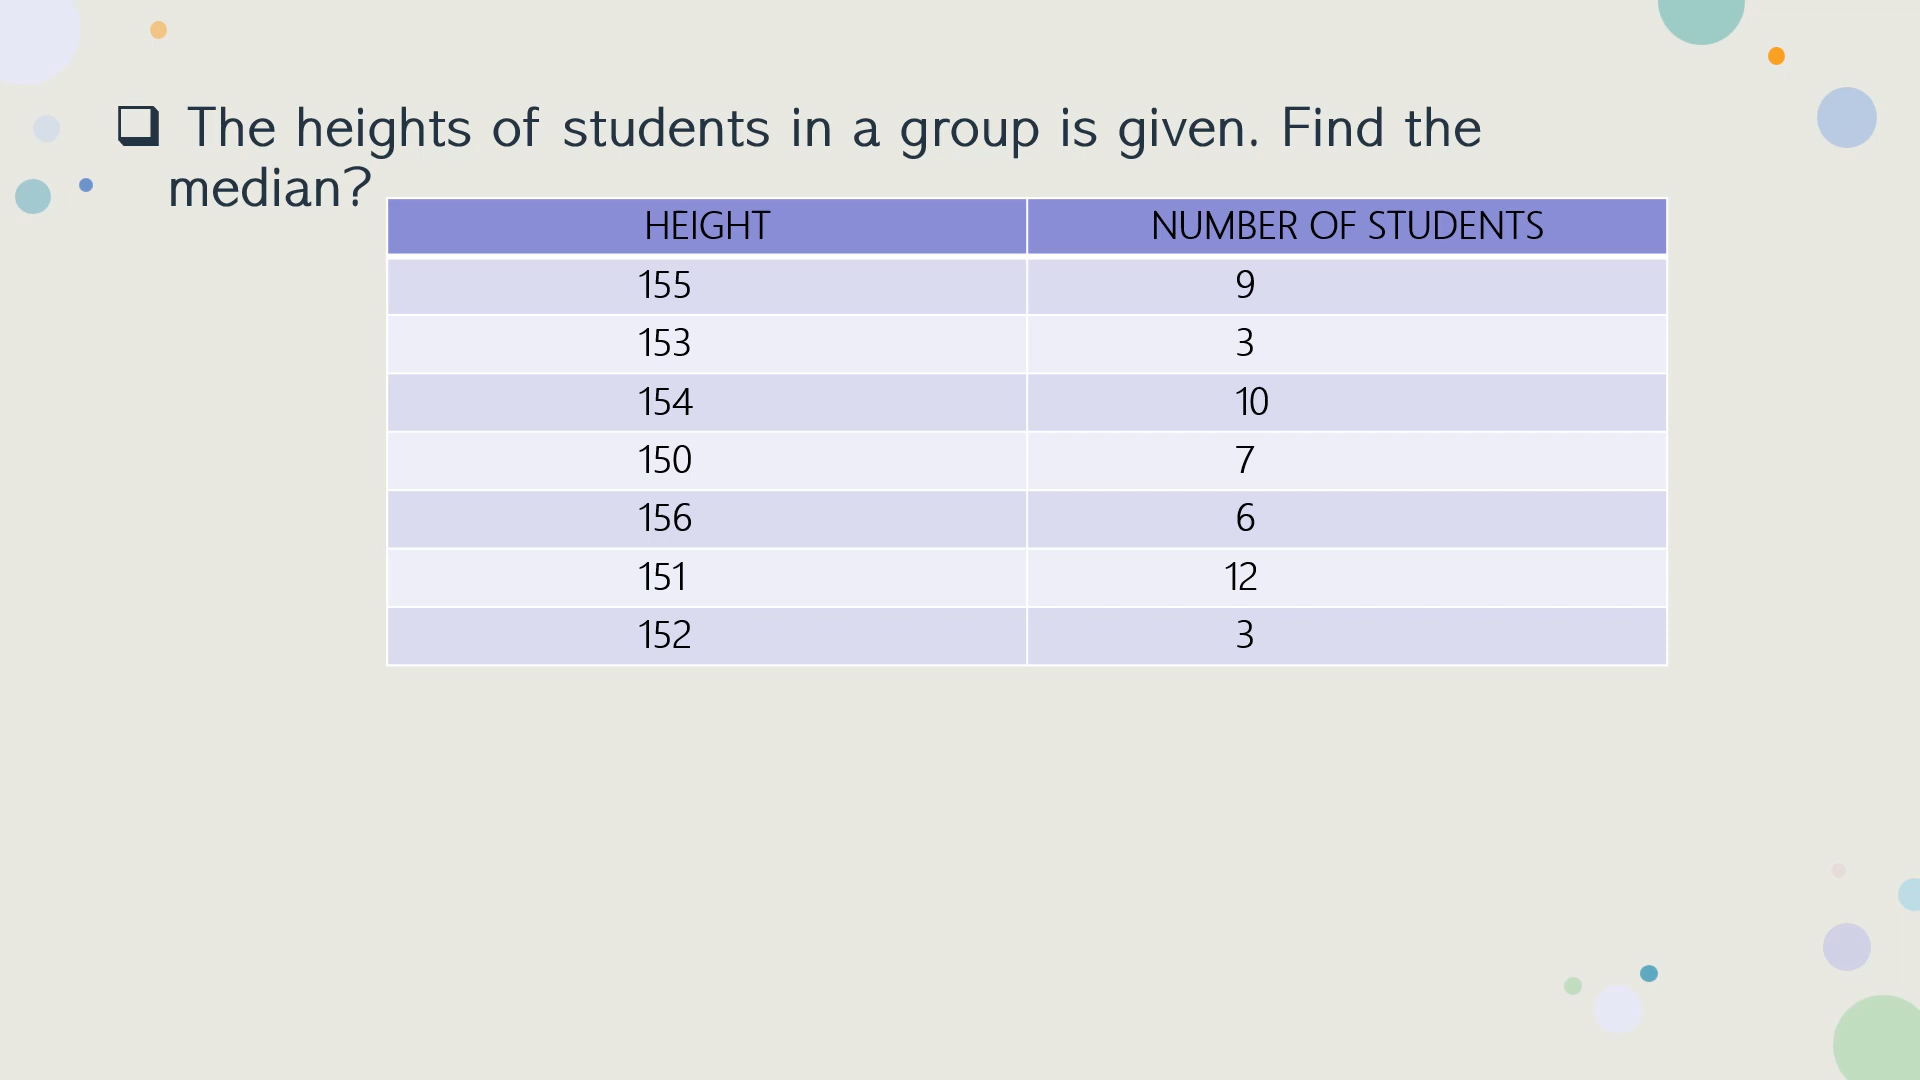 The heights of students in a group is given. Find the
median?
HEIGHT NUMBER OF STUDENTS
155 9
153 3
154 10
150 7
156 6
151 12
152 3